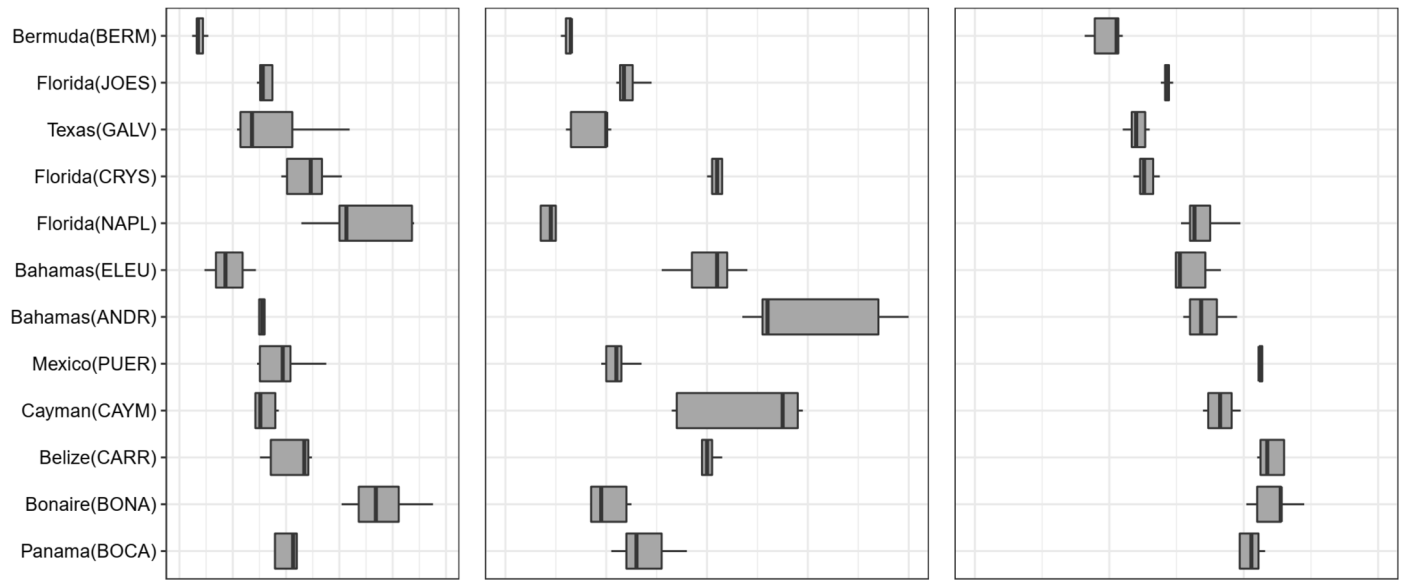 Bermuda(BERM)
Florida(JOES)
Texas(GALV)
Florida(CRYS)
Florida(NAPL)
Bahamas(ELEU)
Bahamas(ANDR)
Mexico(PUER)
Cayman(CAYM)
Belize(CARR)
Bonaire(BONA)
Panama(BOCA)